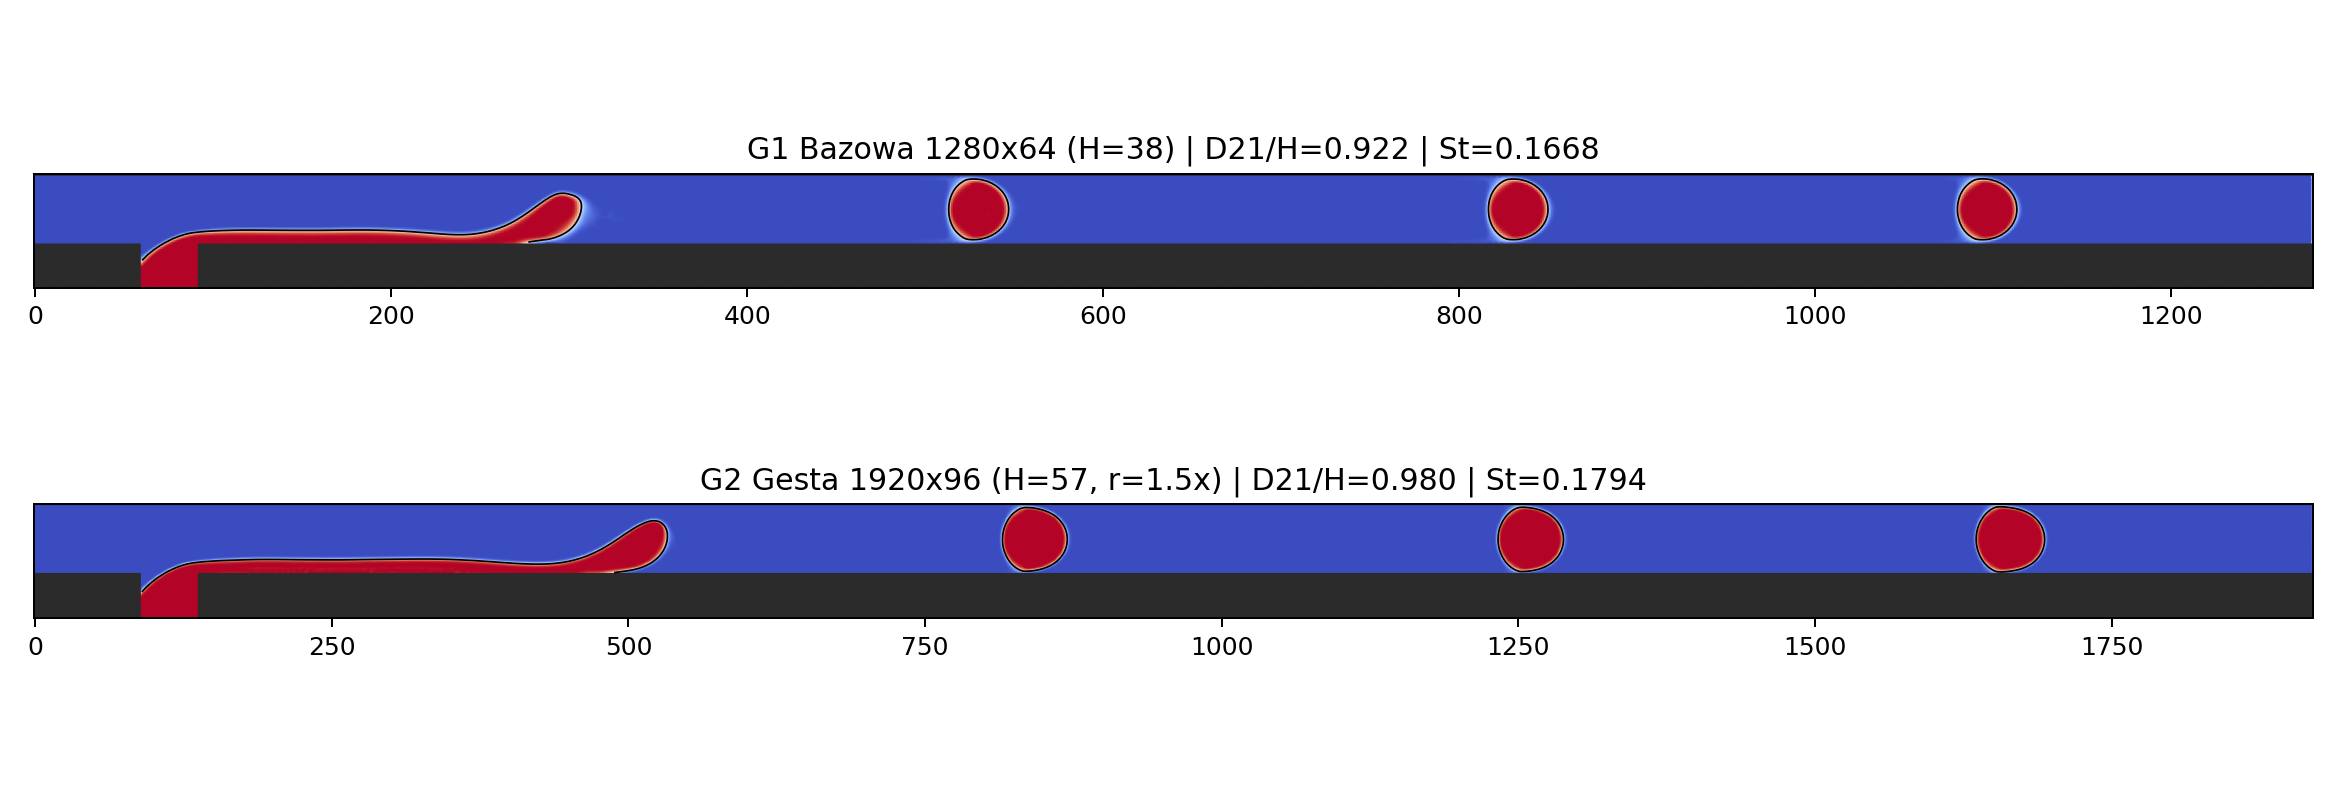 G1 Bazowa 1280x64 (H=38) | D21/H=0.922 | St=0.1668
0 200 400 600 800 1000 1200
G2 Gesta 1920x96 (H=57, r=1.5x) | D21/H=0.980 | St=0.1794
0 250 500 750 1000 1250 1500 1750